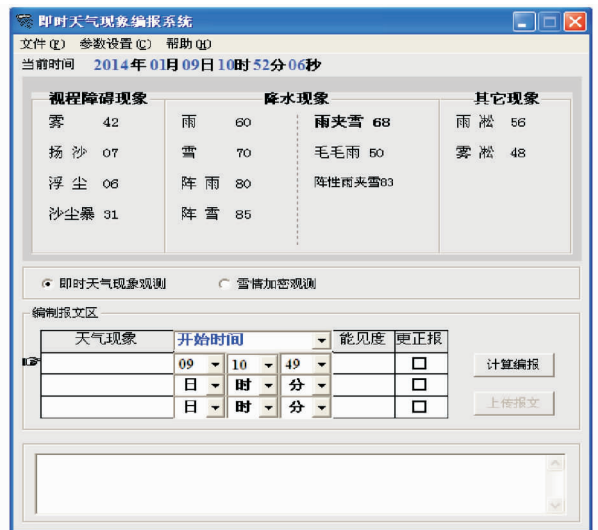 即时天气现象编报系统
文件(F) 参数设置(C) 帮助(H)
当前时间 2014年01月09日10时52分06秒
视程障碍现象 降水现象 其它现象
雾 42 雨 60 雨夹雪 68 雨凇 56
扬沙 07 雪 70 毛毛雨 50 雾凇 48
浮尘 06 阵雨 80 阵性雨夹雪83
沙尘暴 31 阵雪 85
即时天气现象观测 雪情加密观测
编制报文区
天气现象 开始时间 能见度 更正报
09 10 49 计算编报
日 时 分
日 时 分 上传报文